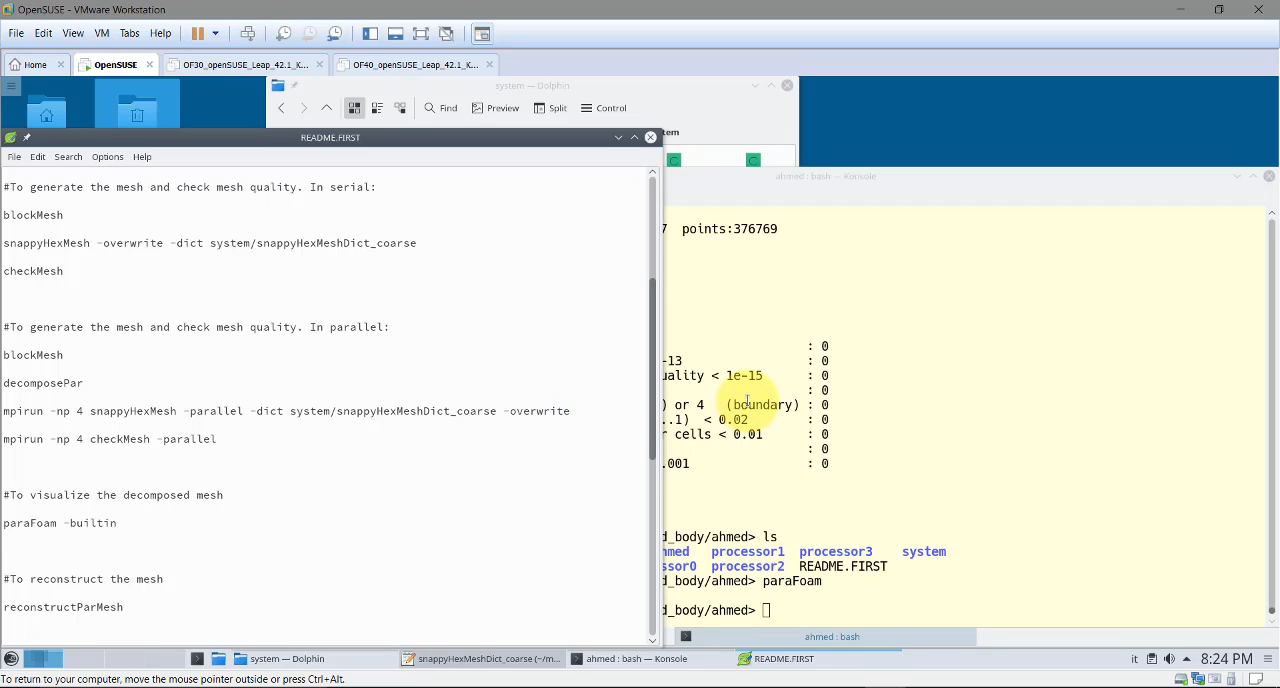 OpenSUSE - VMware Workstation
File Edit View VM Tabs Help
Home OpenSUSE OF30_openSUSE_Leap_42.1_K... OF40_openSUSE_Leap_42.1_K...
system — Dolphin
Find Preview Split Control
tem
README.FIRST
File Edit Search Options Help
#To generate the mesh and check mesh quality. In serial:
blockMesh
snappyHexMesh -overwrite -dict system/snappyHexMeshDict_coarse
checkMesh
#To generate the mesh and check mesh quality. In parallel:
blockMesh
decomposePar
mpirun -np 4 snappyHexMesh -parallel -dict system/snappyHexMeshDict_coarse -overwrite
mpirun -np 4 checkMesh -parallel
#To visualize the decomposed mesh
paraFoam -builtin
#To reconstruct the mesh
reconstructParMesh
ahmed : bash — Konsole
7 points:376769
: 0
-13 : 0
uality < 1e-15 : 0
: 0
) or 4 (boundary) : 0
..1) < 0.02 : 0
r cells < 0.01 : 0
: 0
.001 : 0
d_body/ahmed> ls
hmed processor1 processor3 system
ssor0 processor2 README.FIRST
d_body/ahmed> paraFoam
d_body/ahmed>
ahmed : bash
system — Dolphin snappyHexMeshDict_coarse (~/m... ahmed : bash — Konsole README.FIRST it 8:24 PM
To return to your computer, move the mouse pointer outside or press Ctrl+Alt.